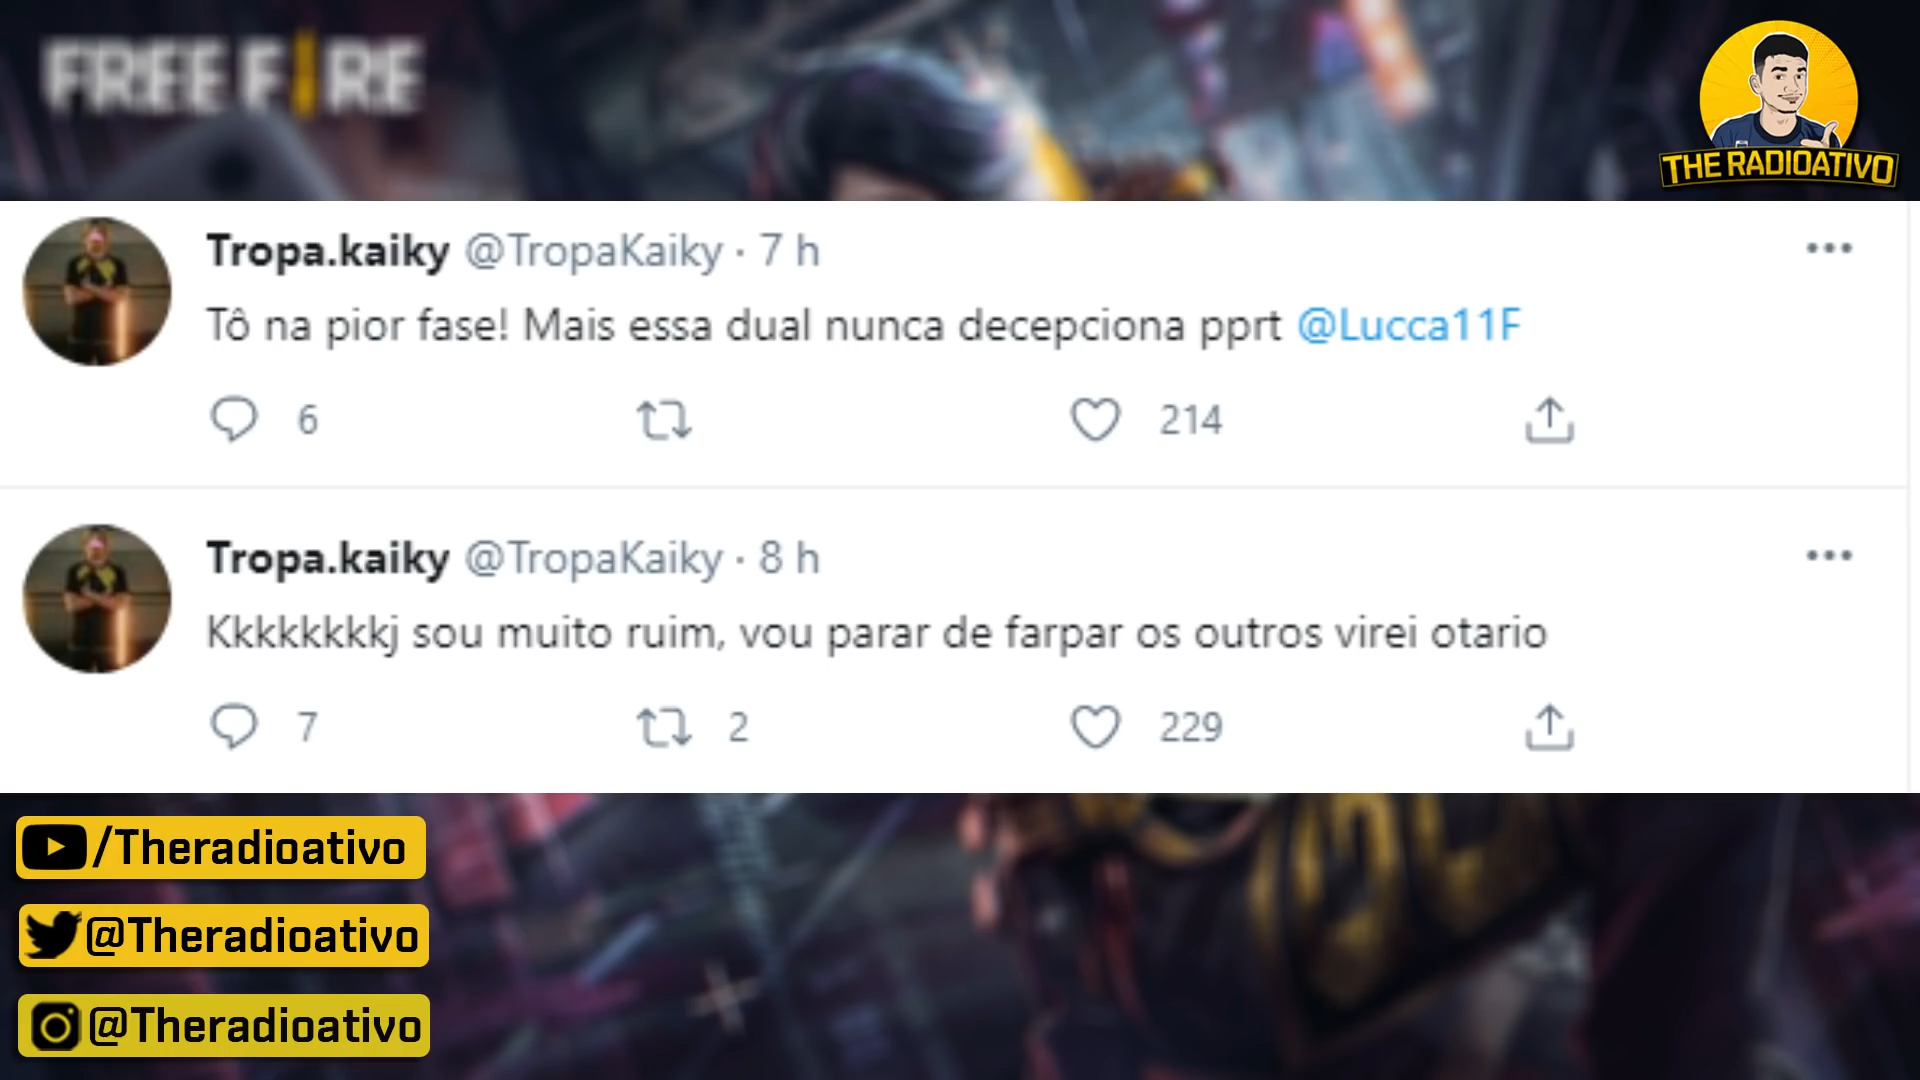 FREE FIRE
THE RADIOATIVO
Tropa.kaiky @TropaKaiky · 7 h
Tô na pior fase! Mais essa dual nunca decepciona pprt @Lucca11F
6 214
Tropa.kaiky @TropaKaiky · 8 h
Kkkkkkkkj sou muito ruim, vou parar de farpar os outros virei otario
7 2 229
/Theradioativo
@Theradioativo
@Theradioativo